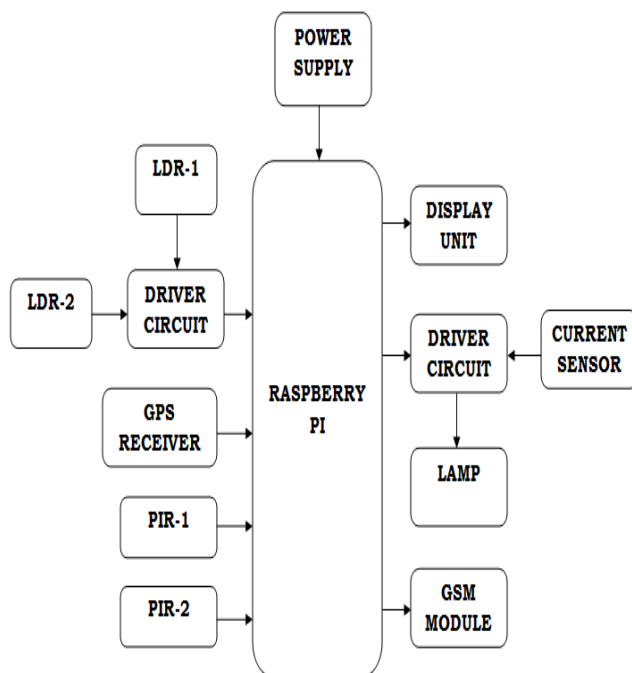 POWER
SUPPLY
LDR-1
DISPLAY
UNIT
LDR-2
DRIVER
CIRCUIT
DRIVER
CIRCUIT
CURRENT
SENSOR
RASPBERRY
PI
GPS
RECEIVER
LAMP
PIR-1
PIR-2
GSM
MODULE